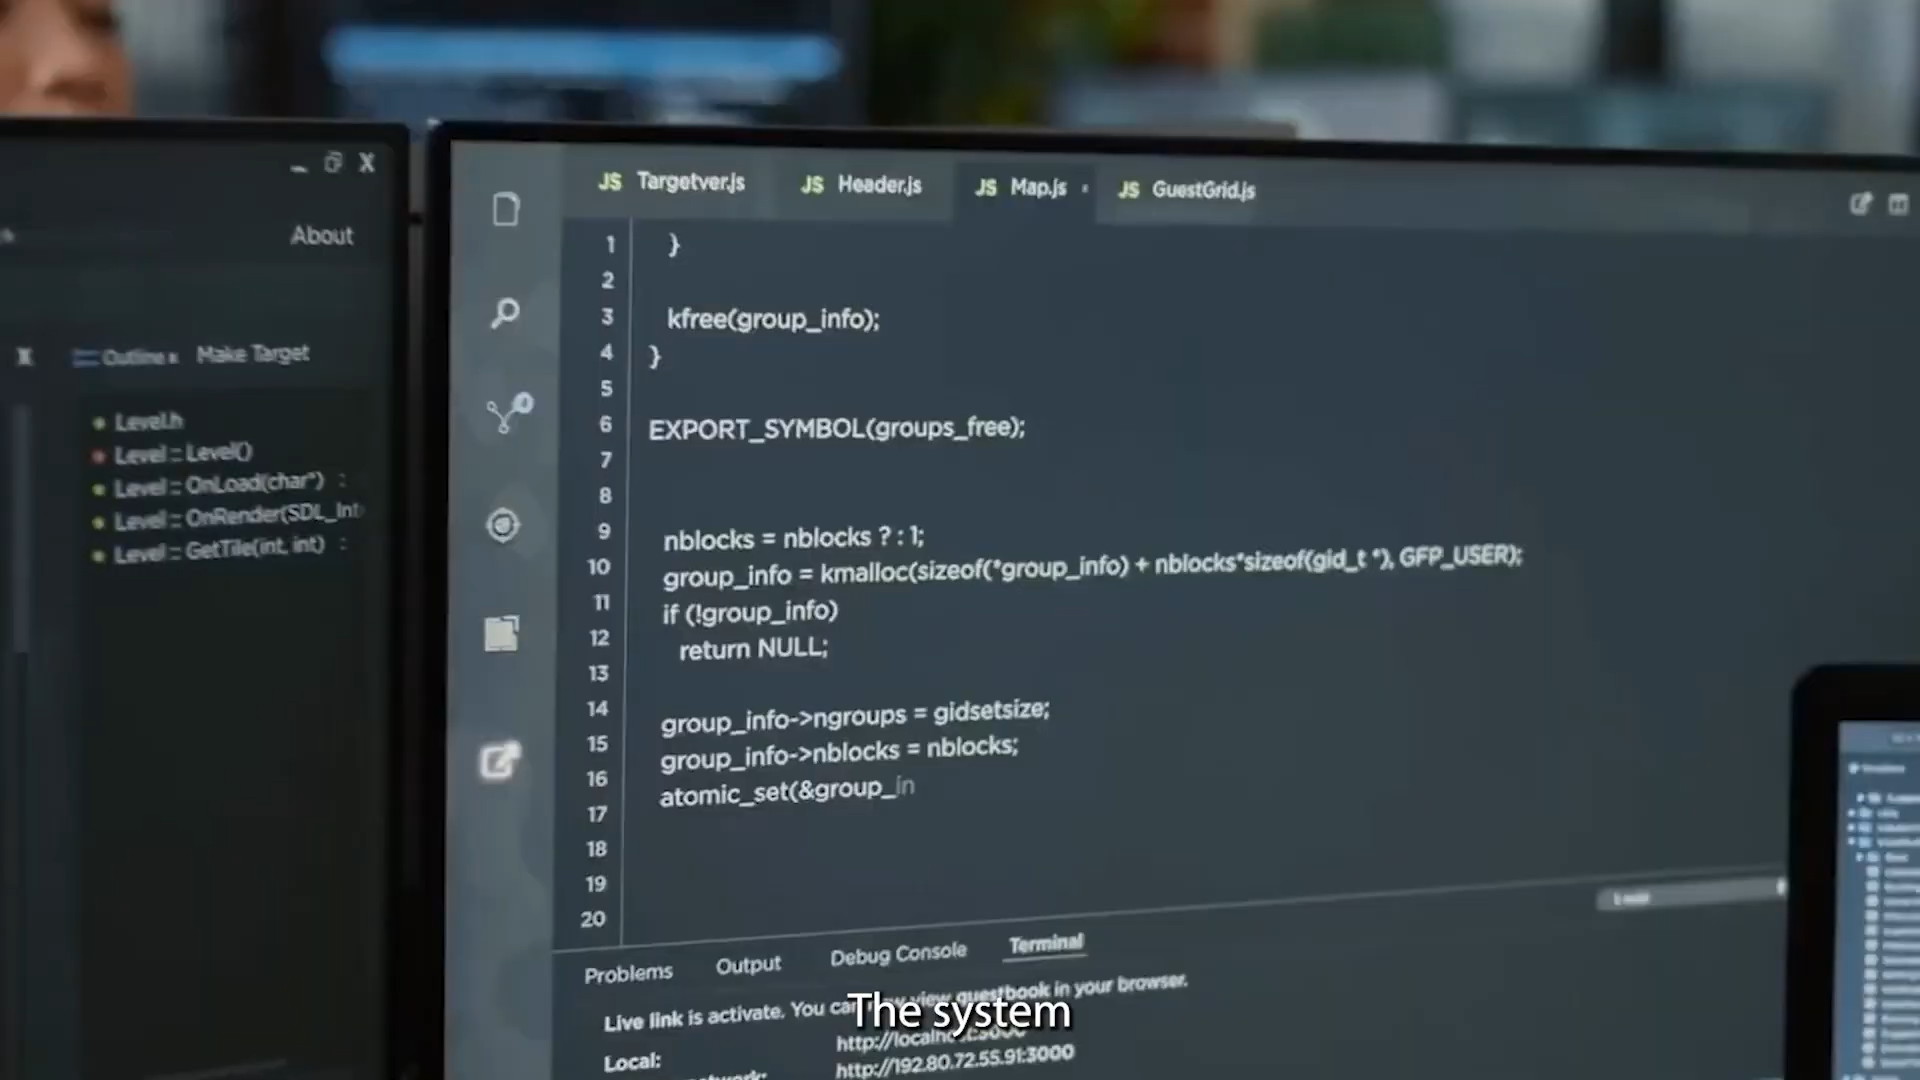 About
Outline x Make Target
Level.h
Level :: Level()
Level :: OnLoad(char*) :
Level :: OnRender(SDL_Int
Level :: GetTile(int, int) :
JS Targetver.js JS Header.js JS Map.js JS GuestGrid.js
1 }
2
3 kfree(group_info);
4 }
5
6 EXPORT_SYMBOL(groups_free);
7
8
9 nblocks = nblocks ? : 1;
10 group_info = kmalloc(sizeof(*group_info) + nblocks*sizeof(gid_t *), GFP_USER);
11 if (!group_info)
12 return NULL;
13
14 group_info->ngroups = gidsetsize;
15 group_info->nblocks = nblocks;
16 atomic_set(&group_in
17
18
19
20
Problems Output Debug Console Terminal
Live link is activate. You can view guestbook in your browser.
Local:
http://192.80.72.55.91:3000
The system